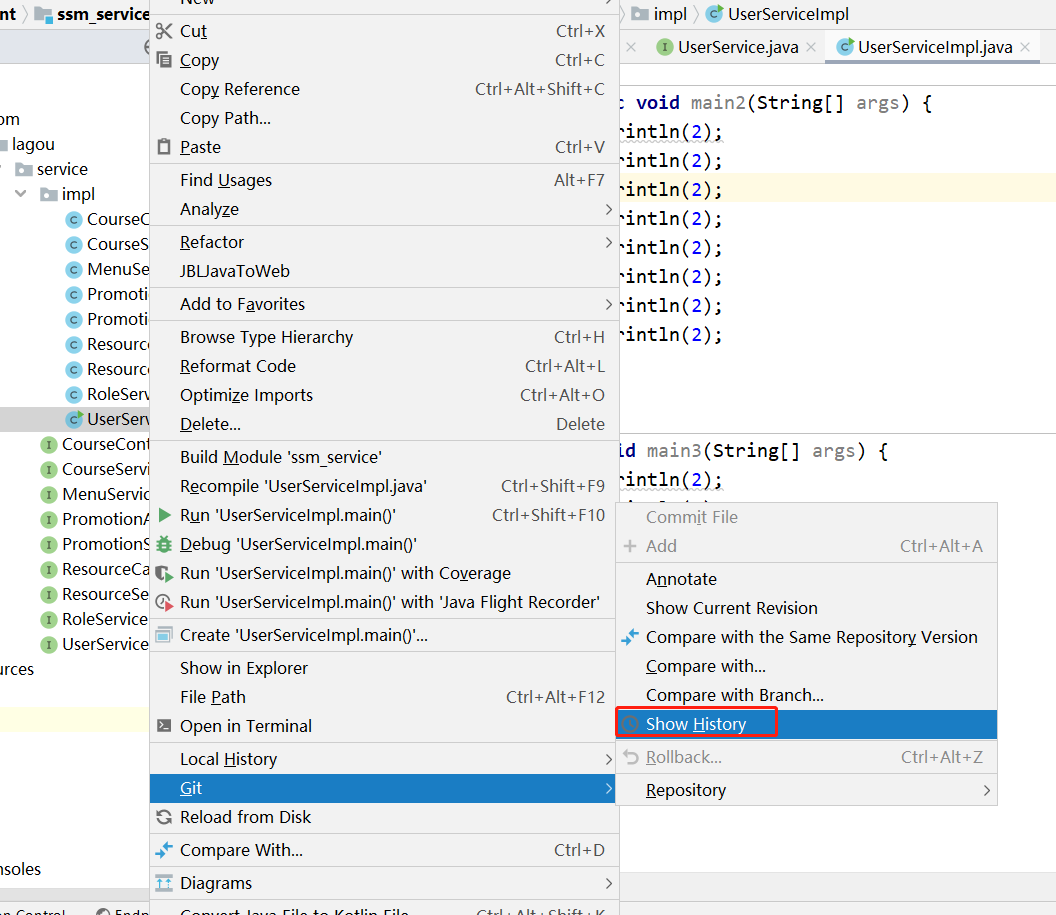 nt ssm_service impl UserServiceImpl
UserService.java UserServiceImpl.java
om
lagou
service
impl
CourseC
CourseS
MenuSe
Promoti
Promoti
Resource
Resource
RoleServ
UserServ
CourseCont
CourseServi
MenuServic
PromotionA
PromotionS
ResourceCa
ResourceSe
RoleService
UserService
urces
nsoles
New
Cut Ctrl+X
Copy Ctrl+C
Copy Reference Ctrl+Alt+Shift+C
Copy Path...
Paste Ctrl+V
Find Usages Alt+F7
Analyze
Refactor
JBLJavaToWeb
Add to Favorites
Browse Type Hierarchy Ctrl+H
Reformat Code Ctrl+Alt+L
Optimize Imports Ctrl+Alt+O
Delete... Delete
Build Module 'ssm_service'
Recompile 'UserServiceImpl.java' Ctrl+Shift+F9
Run 'UserServiceImpl.main()' Ctrl+Shift+F10
Debug 'UserServiceImpl.main()'
Run 'UserServiceImpl.main()' with Coverage
Run 'UserServiceImpl.main()' with 'Java Flight Recorder'
Create 'UserServiceImpl.main()'...
Show in Explorer
File Path Ctrl+Alt+F12
Open in Terminal
Local History
Git
Reload from Disk
Compare With... Ctrl+D
Diagrams
Convert Java File to Kotlin File Ctrl+Alt+Shift+K
c void main2(String[] args) {
rintln(2);
rintln(2);
rintln(2);
rintln(2);
rintln(2);
rintln(2);
rintln(2);
rintln(2);
id main3(String[] args) {
rintln(2);
Commit File
Add Ctrl+Alt+A
Annotate
Show Current Revision
Compare with the Same Repository Version
Compare with...
Compare with Branch...
Show History
Rollback... Ctrl+Alt+Z
Repository